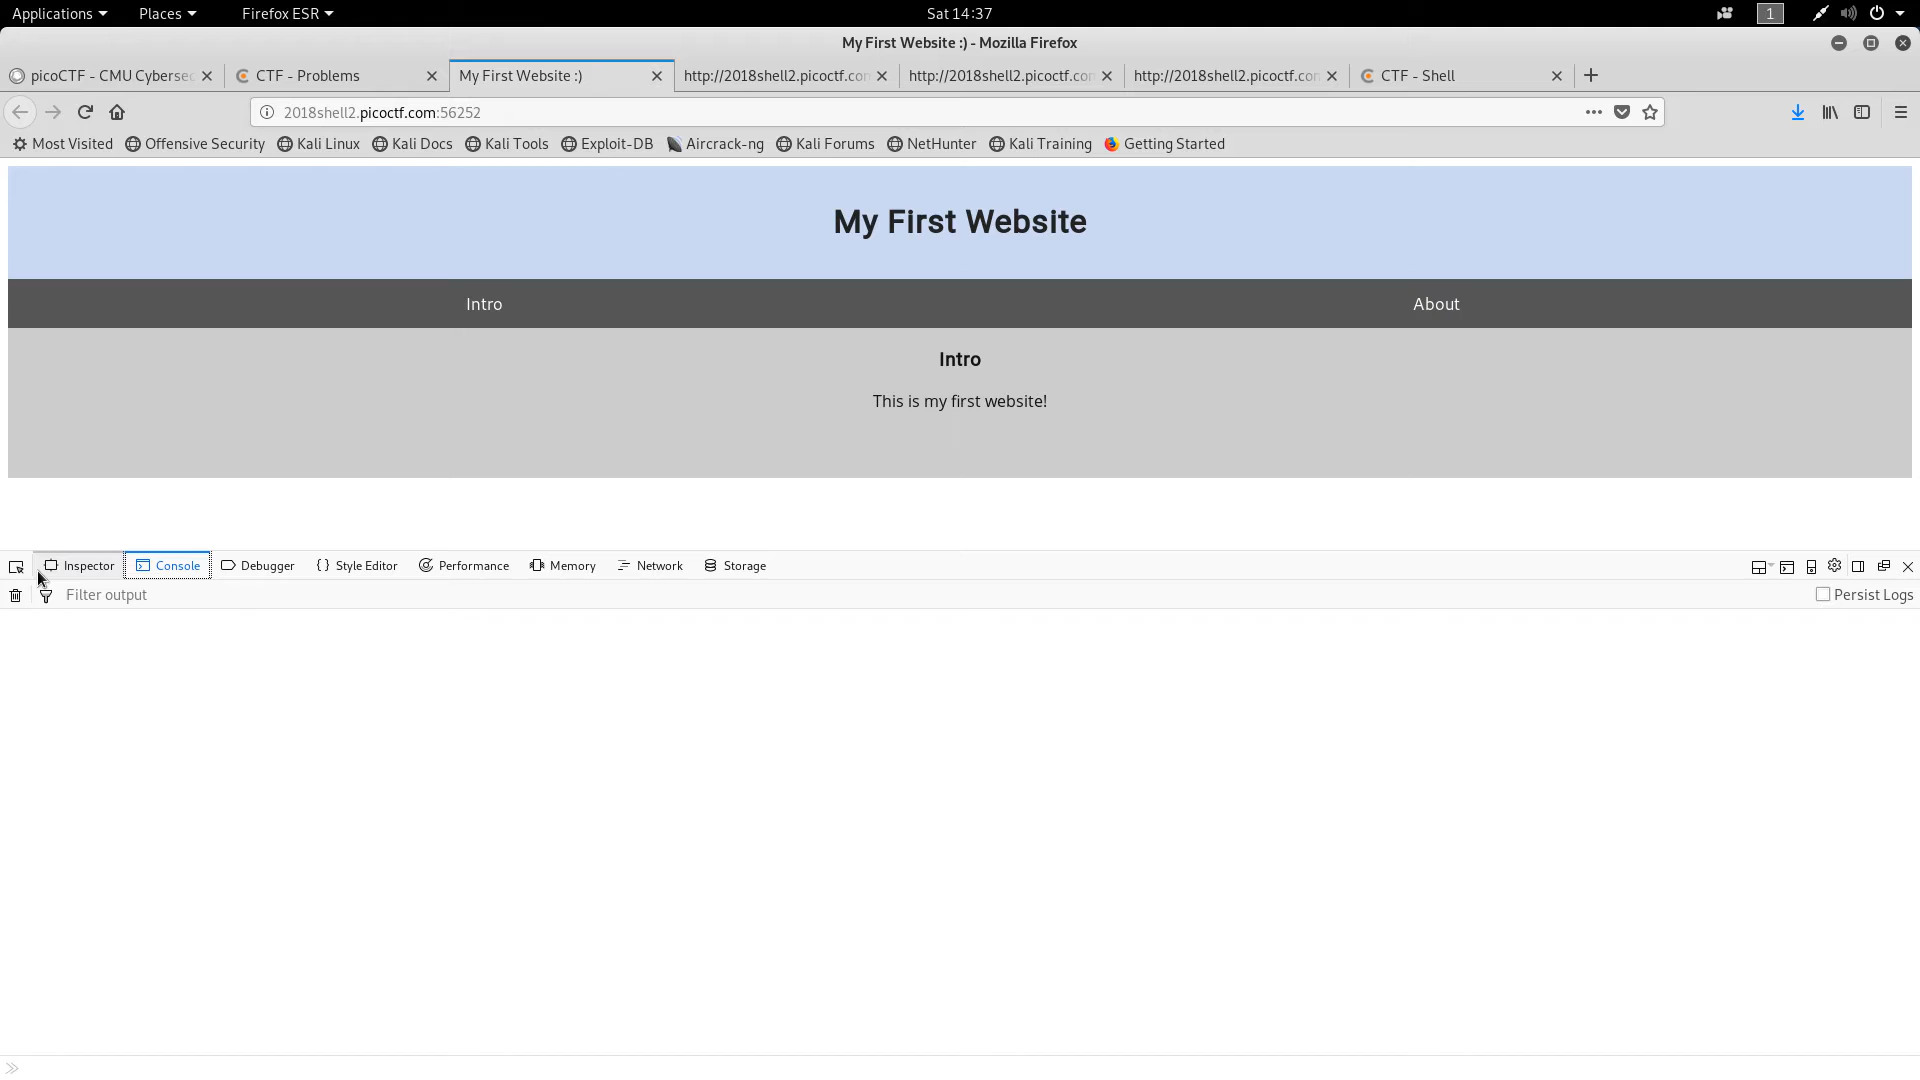 Applications Places Firefox ESR Sat 14:37 1
My First Website :) - Mozilla Firefox
picoCTF - CMU Cybersec CTF - Problems My First Website :) http://2018shell2.picoctf.con http://2018shell2.picoctf.con http://2018shell2.picoctf.con CTF - Shell
2018shell2.picoctf.com:56252
Most Visited Offensive Security Kali Linux Kali Docs Kali Tools Exploit-DB Aircrack-ng Kali Forums NetHunter Kali Training Getting Started
My First Website
Intro About
Intro
This is my first website!
Inspector Console Debugger Style Editor Performance Memory Network Storage
Filter output Persist Logs